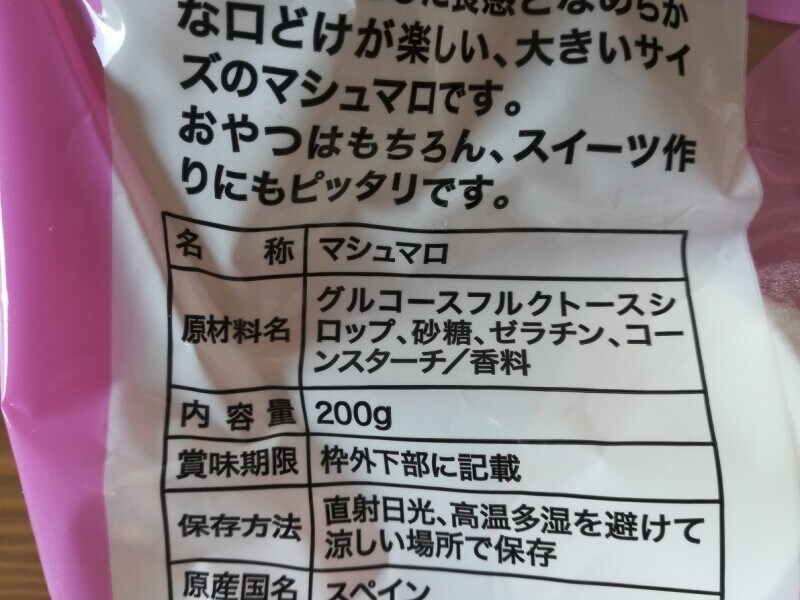 な口どけが楽しい、大きいサイ
ズのマシュマロです。
おやつはもちろん、スイーツ作
りにもピッタリです。
名称 マシュマロ
原材料名 グルコースフルクトースシ
ロップ、砂糖、ゼラチン、コー
ンスターチ/香料
内容量 200g
賞味期限 枠外下部に記載
保存方法 直射日光、高温多湿を避けて
涼しい場所で保存
原産国名 スペイン